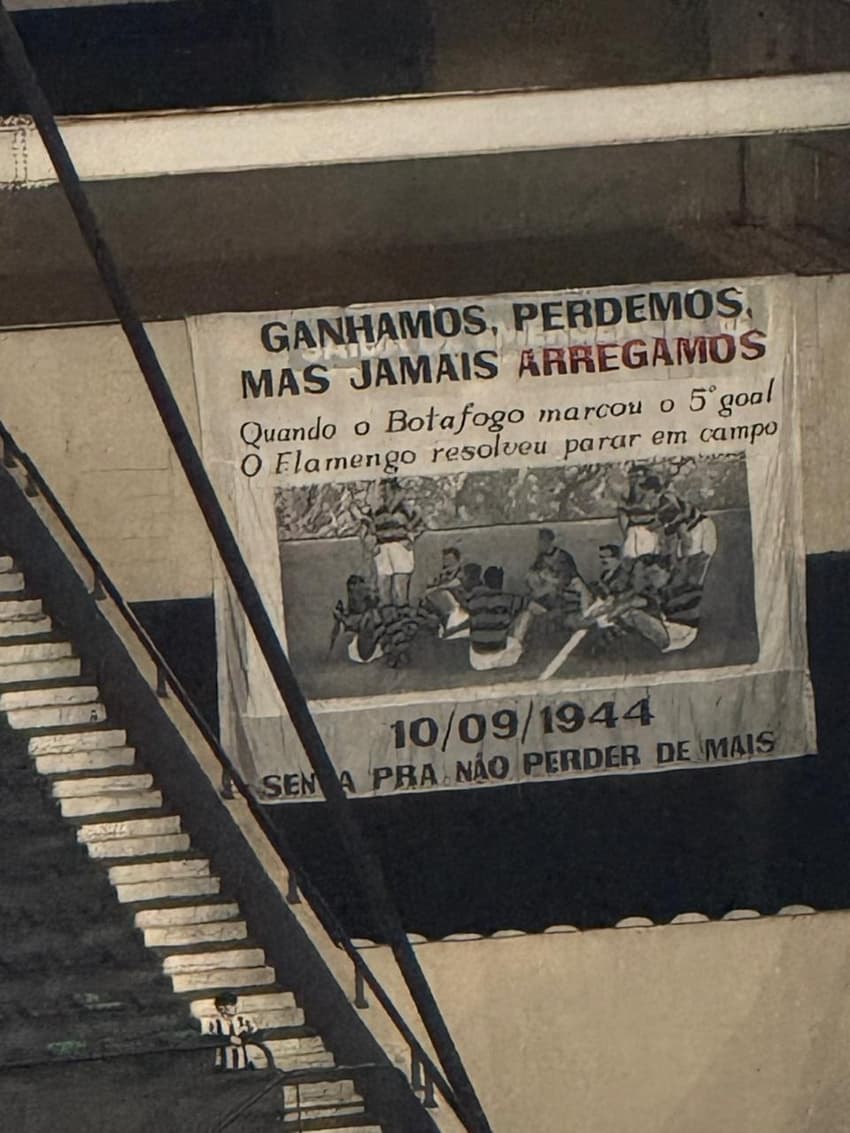 GANHAMOS, PERDEMOS,
MAS JAMAIS ARREGAMOS
Quando o Botafogo marcou o 5° goal
O Flamengo resolveu parar em campo
10/09/1944
SENTA PRA NÃO PERDER DE MAIS